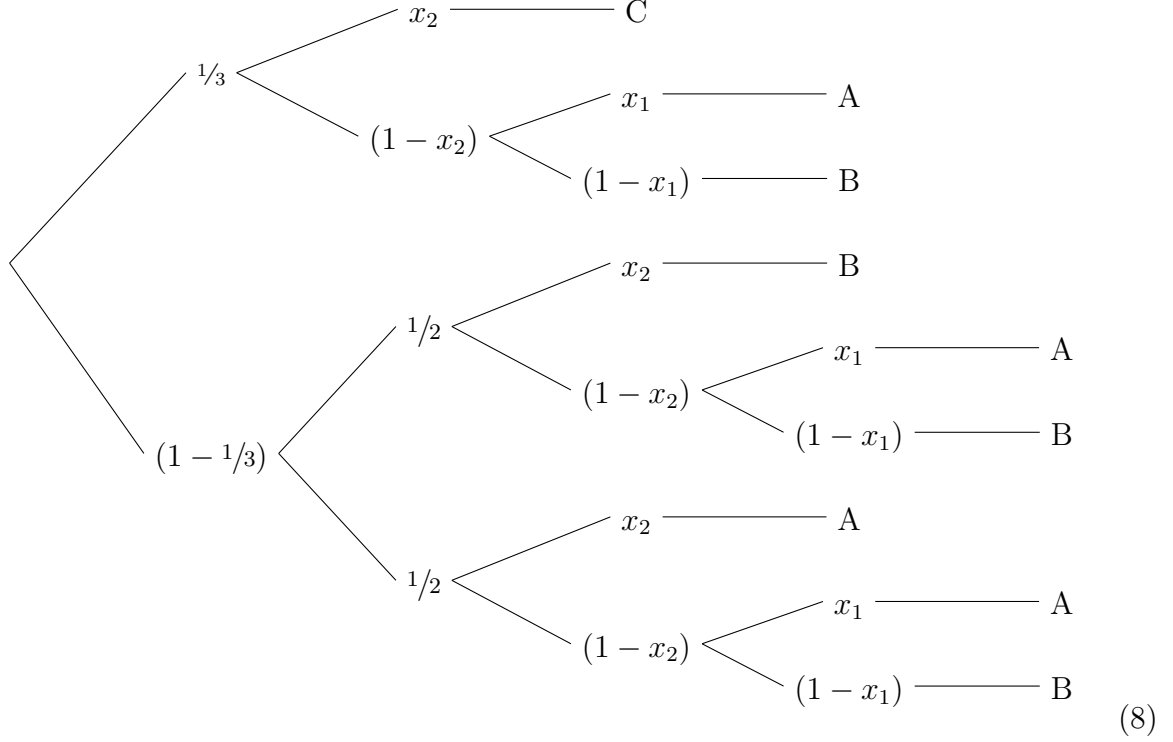 x₂ C
⅓ x₁ A
(1 − x₂)
(1 − x₁) B
x₂ B
½
x₁ A
(1 − x₂)
(1 − x₁) B
(1 − ⅓)
x₂ A
½
x₁ A
(1 − x₂)
(1 − x₁) B
(8)